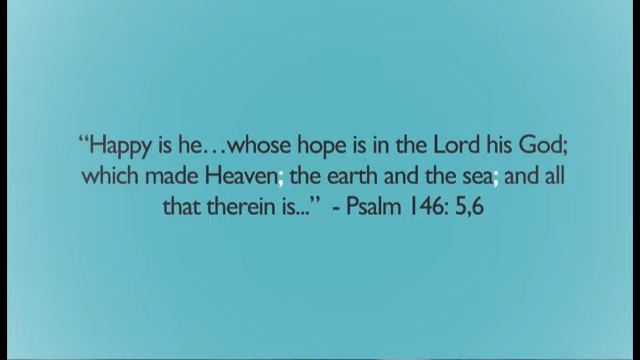 “Happy is he…whose hope is in the Lord his God;
which made Heaven; the earth and the sea; and all
that therein is...” - Psalm 146: 5,6